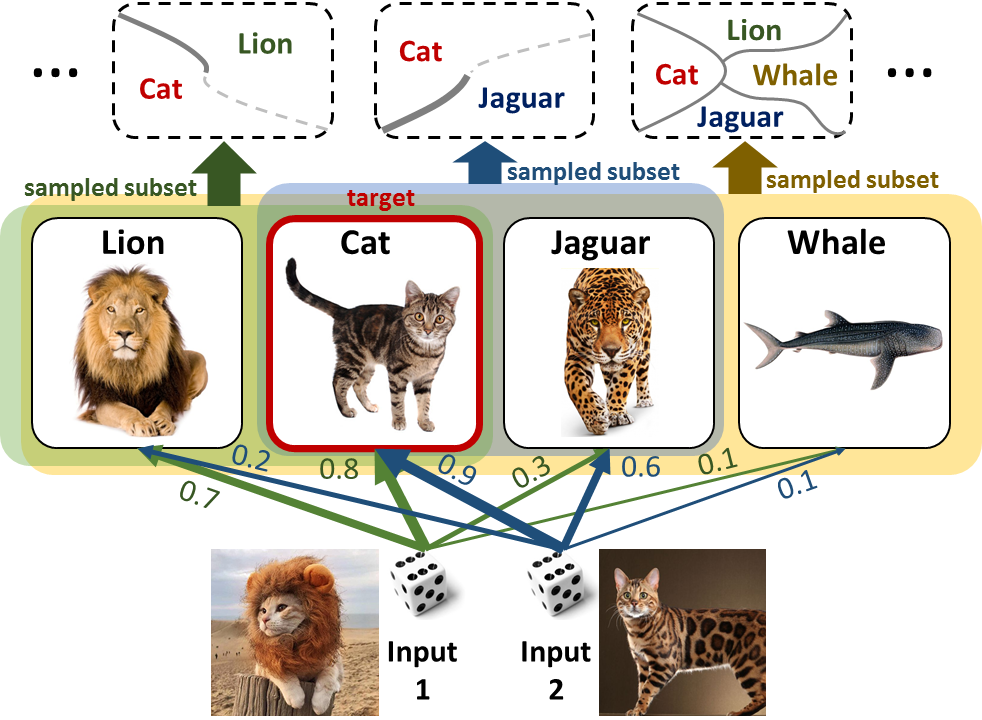 Lion
Cat
Cat
Jaguar
Lion
Cat
Whale
Jaguar
...
...
sampled subset
sampled subset
sampled subset
target
Lion
Cat
Jaguar
Whale
0.7
0.2
0.8
0.9
0.3
0.6
0.1
0.1
Input
1
Input
2